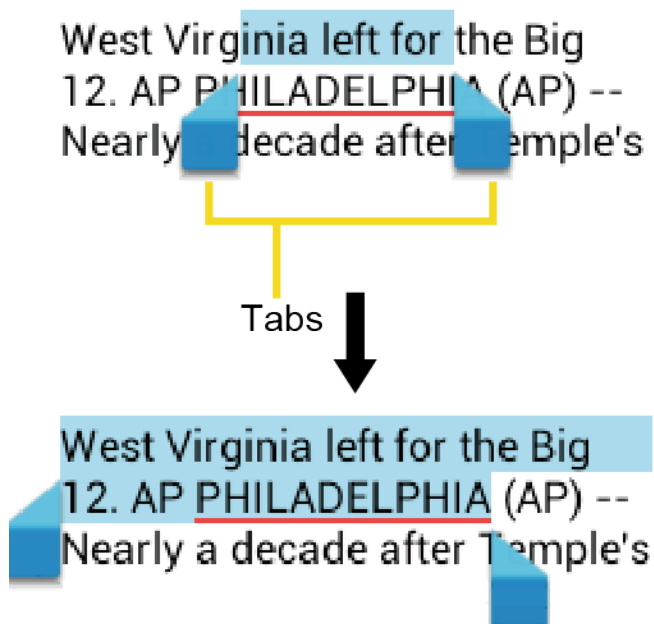 West Virginia left for the Big
12. AP PHILADELPHIA (AP) --
Nearly a decade after Temple's
Tabs
West Virginia left for the Big
12. AP PHILADELPHIA (AP) --
Nearly a decade after Temple's